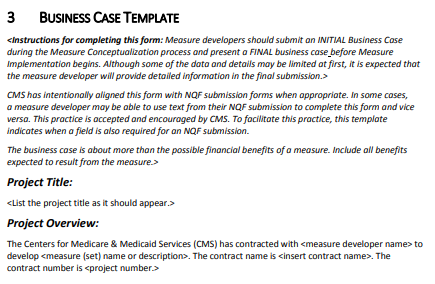 3 BUSINESS CASE TEMPLATE
<Instructions for completing this form: Measure developers should submit an INITIAL Business Case
during the Measure Conceptualization process and present a FINAL business case before Measure
Implementation begins. Although some of the data and details may be limited at first, it is expected that
the measure developer will provide detailed information in the final submission.>
CMS has intentionally aligned this form with NQF submission forms when appropriate. In some cases,
a measure developer may be able to use text from their NQF submission to complete this form and vice
versa. This practice is accepted and encouraged by CMS. To facilitate this practice, this template
indicates when a field is also required for an NQF submission.
The business case is about more than the possible financial benefits of a measure. Include all benefits
expected to result from the measure.>
Project Title:
<List the project title as it should appear.>
Project Overview:
The Centers for Medicare & Medicaid Services (CMS) has contracted with <measure developer name> to
develop <measure (set) name or description>. The contract name is <insert contract name>. The
contract number is <project number.>